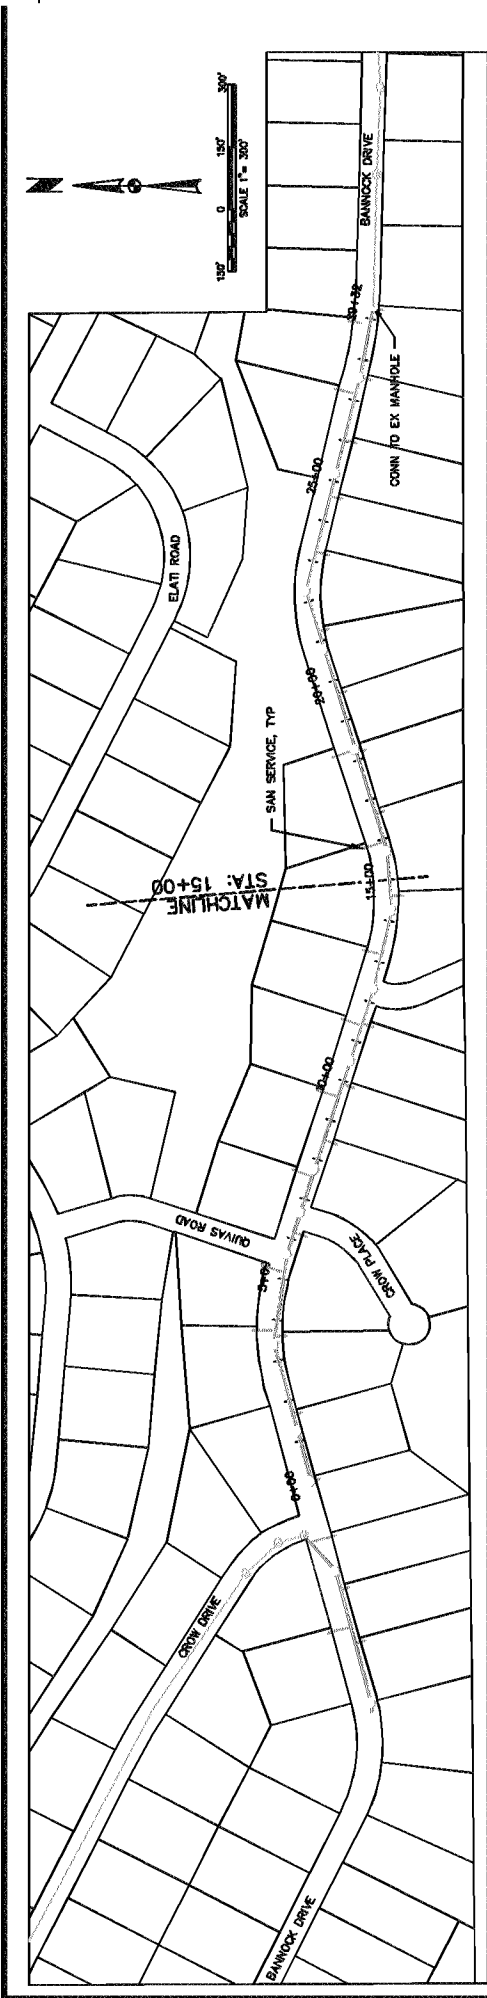 N
150'
0
150'
300'
SCALE 1"= 300'
BANNOCK DRIVE
CONN TO EX MANHOLE
25+00
ELATI ROAD
20+00
SAN SERVICE, TYP
MATCHLINE
STA: 15+00
15+00
10+00
QUIVAS ROAD
CROW PLACE
0+00
CROW DRIVE
BANNOCK DRIVE